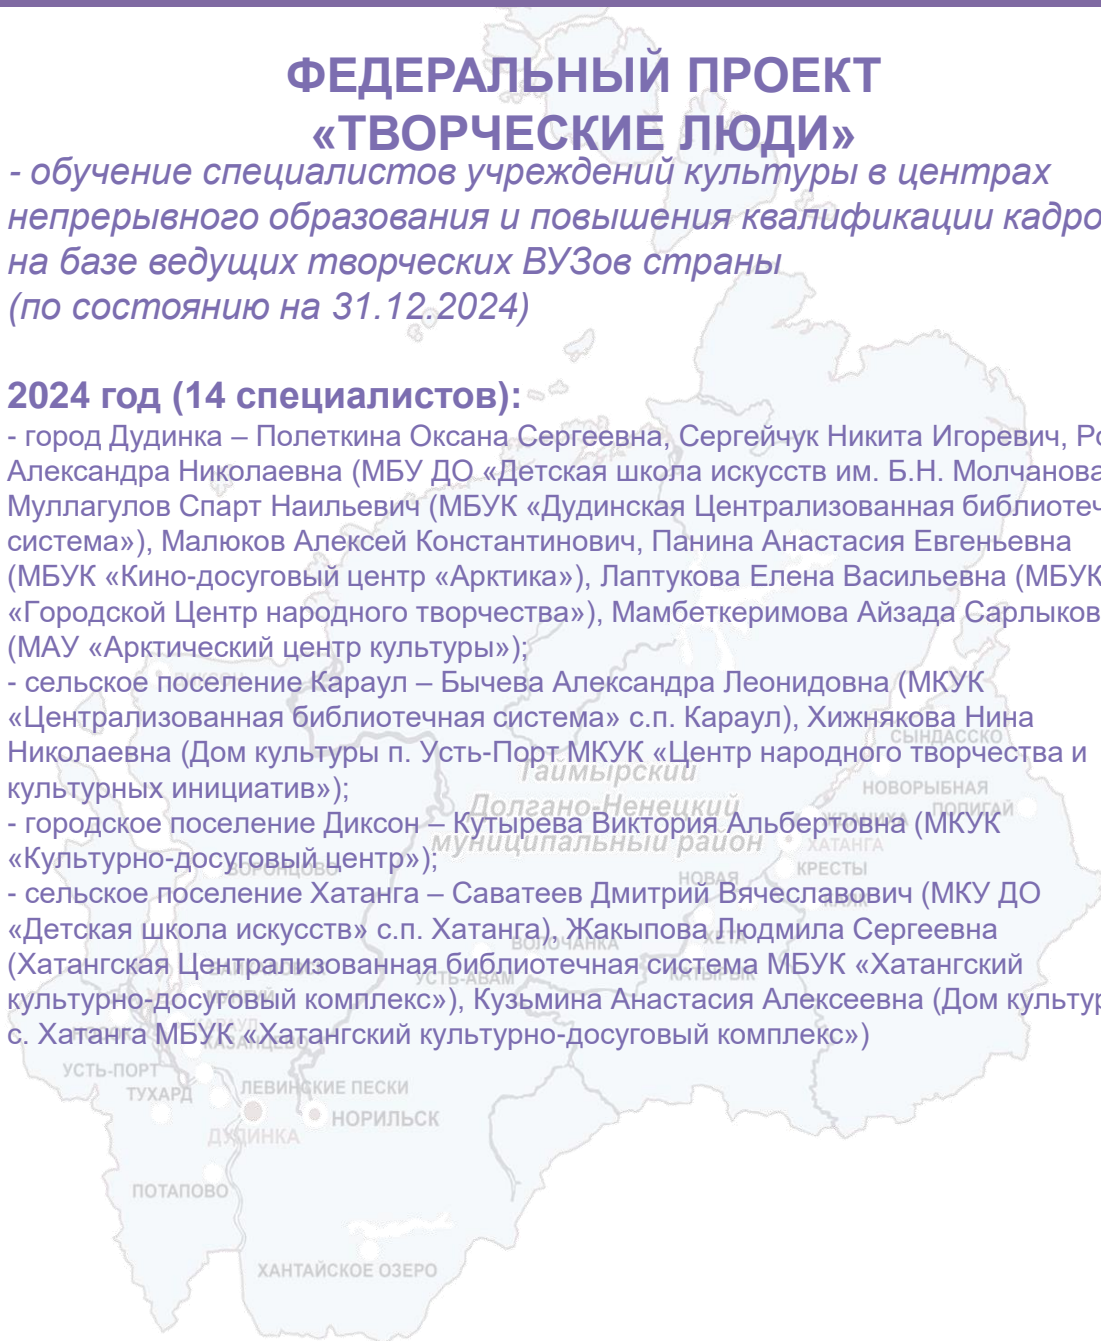 ФЕДЕРАЛЬНЫЙ ПРОЕКТ
«ТВОРЧЕСКИЕ ЛЮДИ»
- обучение специалистов учреждений культуры в центрах
непрерывного образования и повышения квалификации кадро
на базе ведущих творческих ВУЗов страны
(по состоянию на 31.12.2024)
2024 год (14 специалистов):
- город Дудинка – Полеткина Оксана Сергеевна, Сергейчук Никита Игоревич, Ро
Александра Николаевна (МБУ ДО «Детская школа искусств им. Б.Н. Молчанова
Муллагулов Спарт Наильевич (МБУК «Дудинская Централизованная библиотеч
система»), Малюков Алексей Константинович, Панина Анастасия Евгеньевна
(МБУК «Кино-досуговый центр «Арктика»), Лаптукова Елена Васильевна (МБУК
«Городской Центр народного творчества»), Мамбеткеримова Айзада Сарлыков
(МАУ «Арктический центр культуры»);
- сельское поселение Караул – Бычева Александра Леонидовна (МКУК
«Централизованная библиотечная система» с.п. Караул), Хижнякова Нина
Николаевна (Дом культуры п. Усть-Порт МКУК «Центр народного творчества и
культурных инициатив»);
- городское поселение Диксон – Кутырева Виктория Альбертовна (МКУК
«Культурно-досуговый центр»);
- сельское поселение Хатанга – Саватеев Дмитрий Вячеславович (МКУ ДО
«Детская школа искусств» с.п. Хатанга), Жакыпова Людмила Сергеевна
(Хатангская Централизованная библиотечная система МБУК «Хатангский
культурно-досуговый комплекс»), Кузьмина Анастасия Алексеевна (Дом культур
с. Хатанга МБУК «Хатангский культурно-досуговый комплекс»)
СЫНДАССКО
Таймырский
Долгано-Ненецкий
муниципальный район
НОВОРЫБНАЯ
ПОПИГАЙ
ЖДАНИХА
ХАТАНГА
КРЕСТЫ
НОВАЯ
ВОРОНЦОВО
ВОЛОЧАНКА
ХЕТА
УСТЬ-АВАМ
КАТЫРЫК
КАРАУЛ
КАЗАНЦЕВО
УСТЬ-ПОРТ
ТУХАРД
ЛЕВИНСКИЕ ПЕСКИ
НОРИЛЬСК
ДУДИНКА
ПОТАПОВО
ХАНТАЙСКОЕ ОЗЕРО